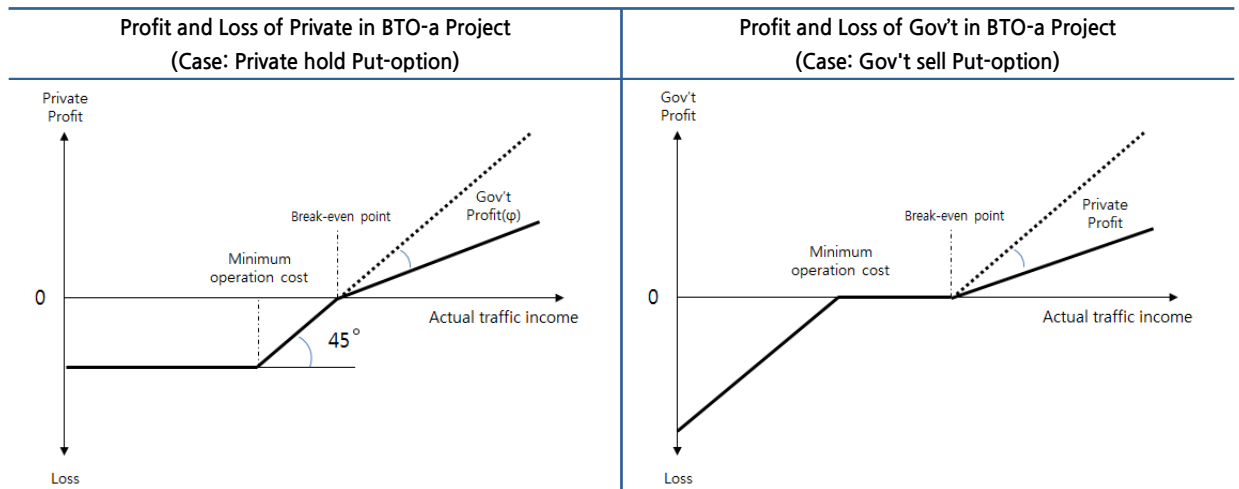 Profit and Loss of Private in BTO-a Project
(Case: Private hold Put-option)
Private
Profit
Gov't
Profit(φ)
Break-even point
Minimum
operation cost
0
Actual traffic income
45°
Loss
Profit and Loss of Gov't in BTO-a Project
(Case: Gov't sell Put-option)
Gov't
Profit
Private
Profit
Break-even point
Minimum
operation cost
0
Actual traffic income
Loss